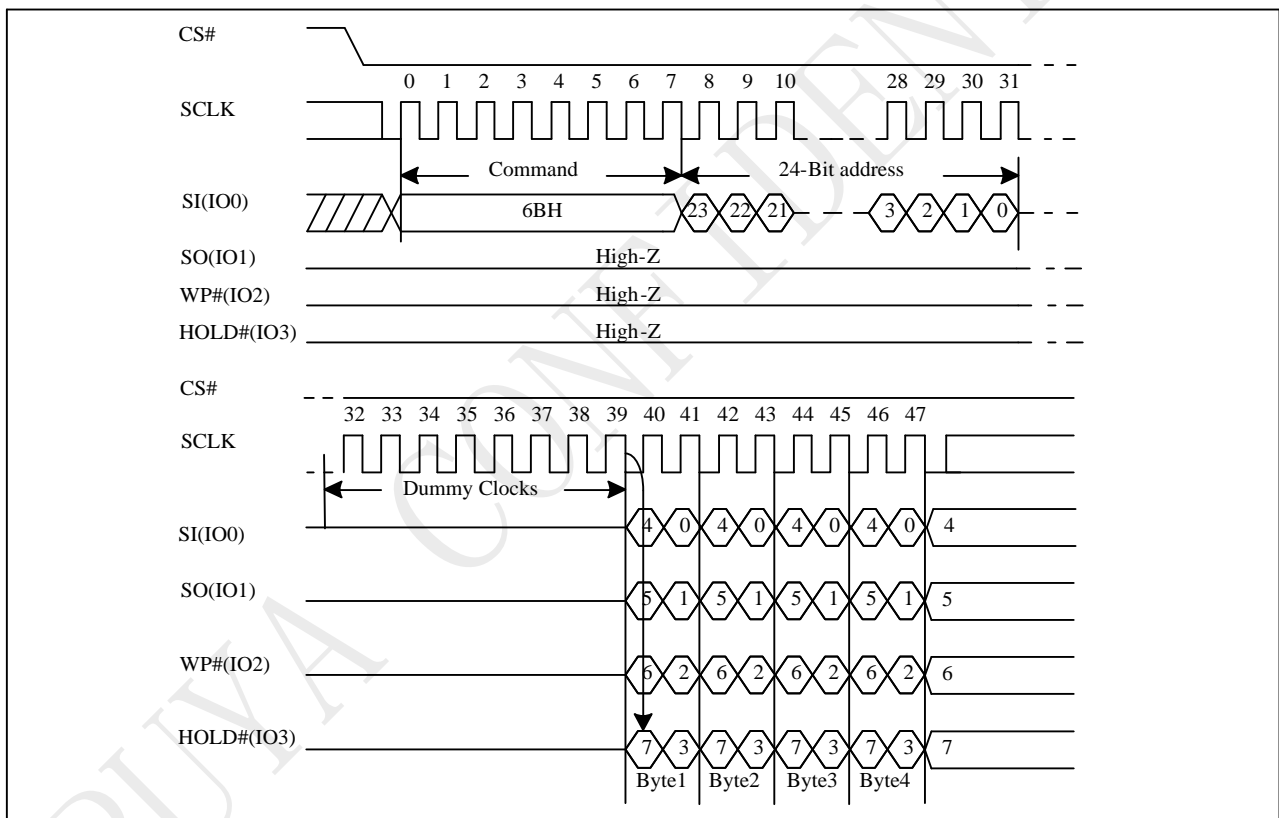 CS#
0 1 2 3 4 5 6 7 8 9 10 28 29 30 31
SCLK
Command 24-Bit address
SI(IO0) 6BH 23 22 21 3 2 1 0
SO(IO1) High-Z
WP#(IO2) High-Z
HOLD#(IO3) High-Z
CS#
32 33 34 35 36 37 38 39 40 41 42 43 44 45 46 47
SCLK
Dummy Clocks
SI(IO0) 4 0 4 0 4 0 4 0 4
SO(IO1) 5 1 5 1 5 1 5 1 5
WP#(IO2) 6 2 6 2 6 2 6 2 6
HOLD#(IO3) 7 3 7 3 7 3 7 3 7
Byte1 Byte2 Byte3 Byte4
PUYA CONFIDENT